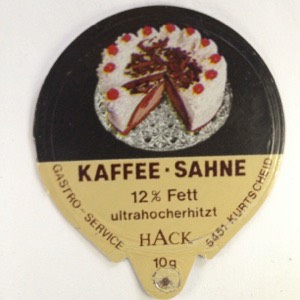 KAFFEE · SAHNE
12% Fett
ultrahocherhitzt
GASTRO-SERVICE
HACK
5451 KURTSCHEID
10g